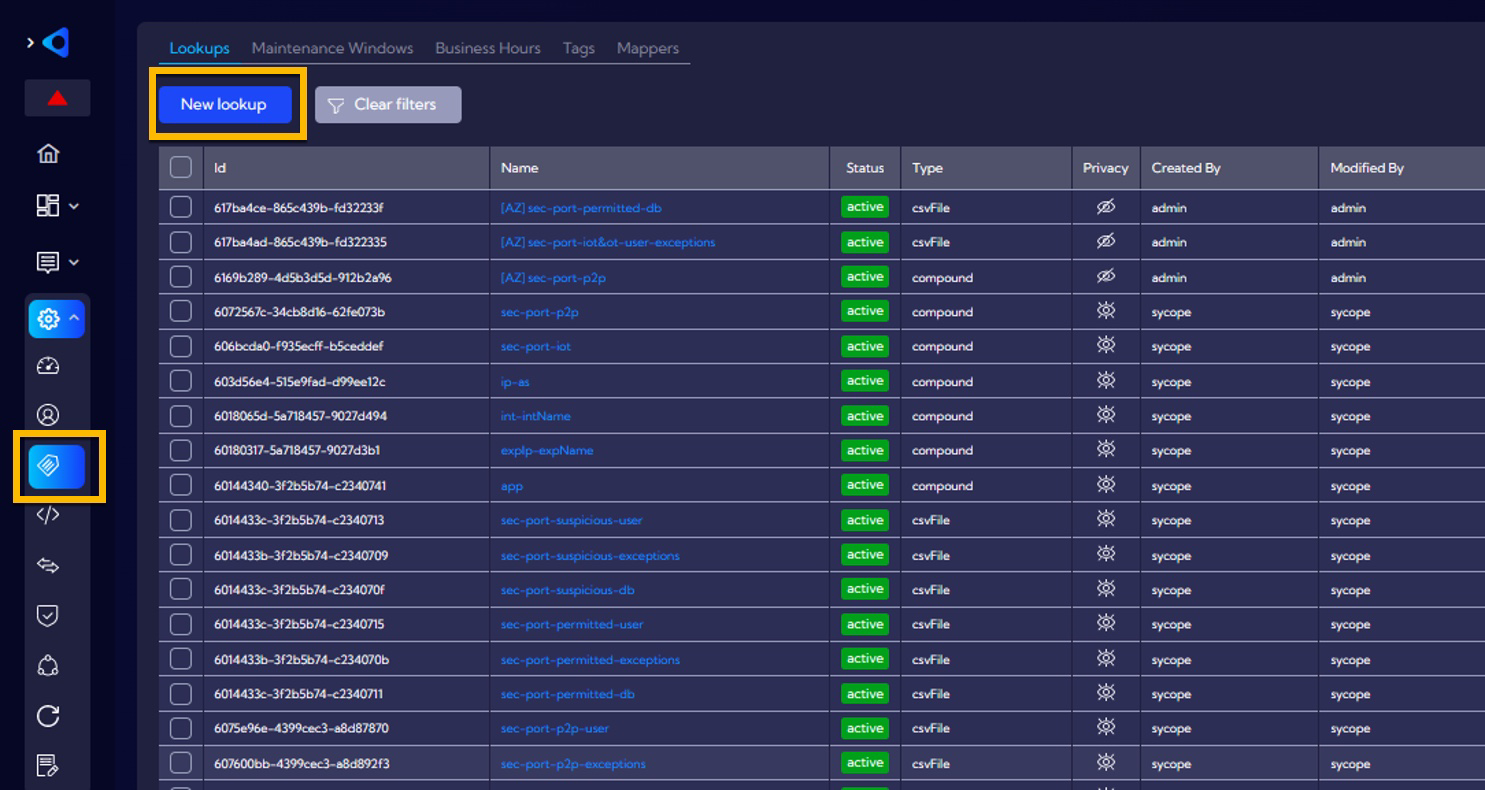 Lookups Maintenance Windows Business Hours Tags Mappers
New lookup Clear filters
Id Name Status Type Privacy Created By Modified By
617ba4ce-865c439b-fd32233f [AZ] sec-port-permitted-db active csvFile admin admin
617ba4ad-865c439b-fd322335 [AZ] sec-port-iot&ot-user-exceptions active csvFile admin admin
6169b289-4d5b3d5d-912b2a96 [AZ] sec-port-p2p active compound admin admin
6072567c-34cb8d16-62fe073b sec-port-p2p active compound sycope sycope
606bcda0-f935ecff-b5ceddef sec-port-iot active compound sycope sycope
603d56e4-515e9fad-d99ee12c ip-as active compound sycope sycope
6018065d-5a718457-9027d494 int-intName active compound sycope sycope
60180317-5a718457-9027d3b1 expIp-expName active compound sycope sycope
60144340-3f2b5b74-c2340741 app active compound sycope sycope
6014433c-3f2b5b74-c2340713 sec-port-suspicious-user active csvFile sycope sycope
6014433b-3f2b5b74-c2340709 sec-port-suspicious-exceptions active csvFile sycope sycope
6014433c-3f2b5b74-c234070f sec-port-suspicious-db active csvFile sycope sycope
6014433c-3f2b5b74-c2340715 sec-port-permitted-user active csvFile sycope sycope
6014433b-3f2b5b74-c234070b sec-port-permitted-exceptions active csvFile sycope sycope
6014433c-3f2b5b74-c2340711 sec-port-permitted-db active csvFile sycope sycope
6075e96e-4399cec3-a8d87870 sec-port-p2p-user active csvFile sycope sycope
607600bb-4399cec3-a8d892f3 sec-port-p2p-exceptions active csvFile sycope sycope